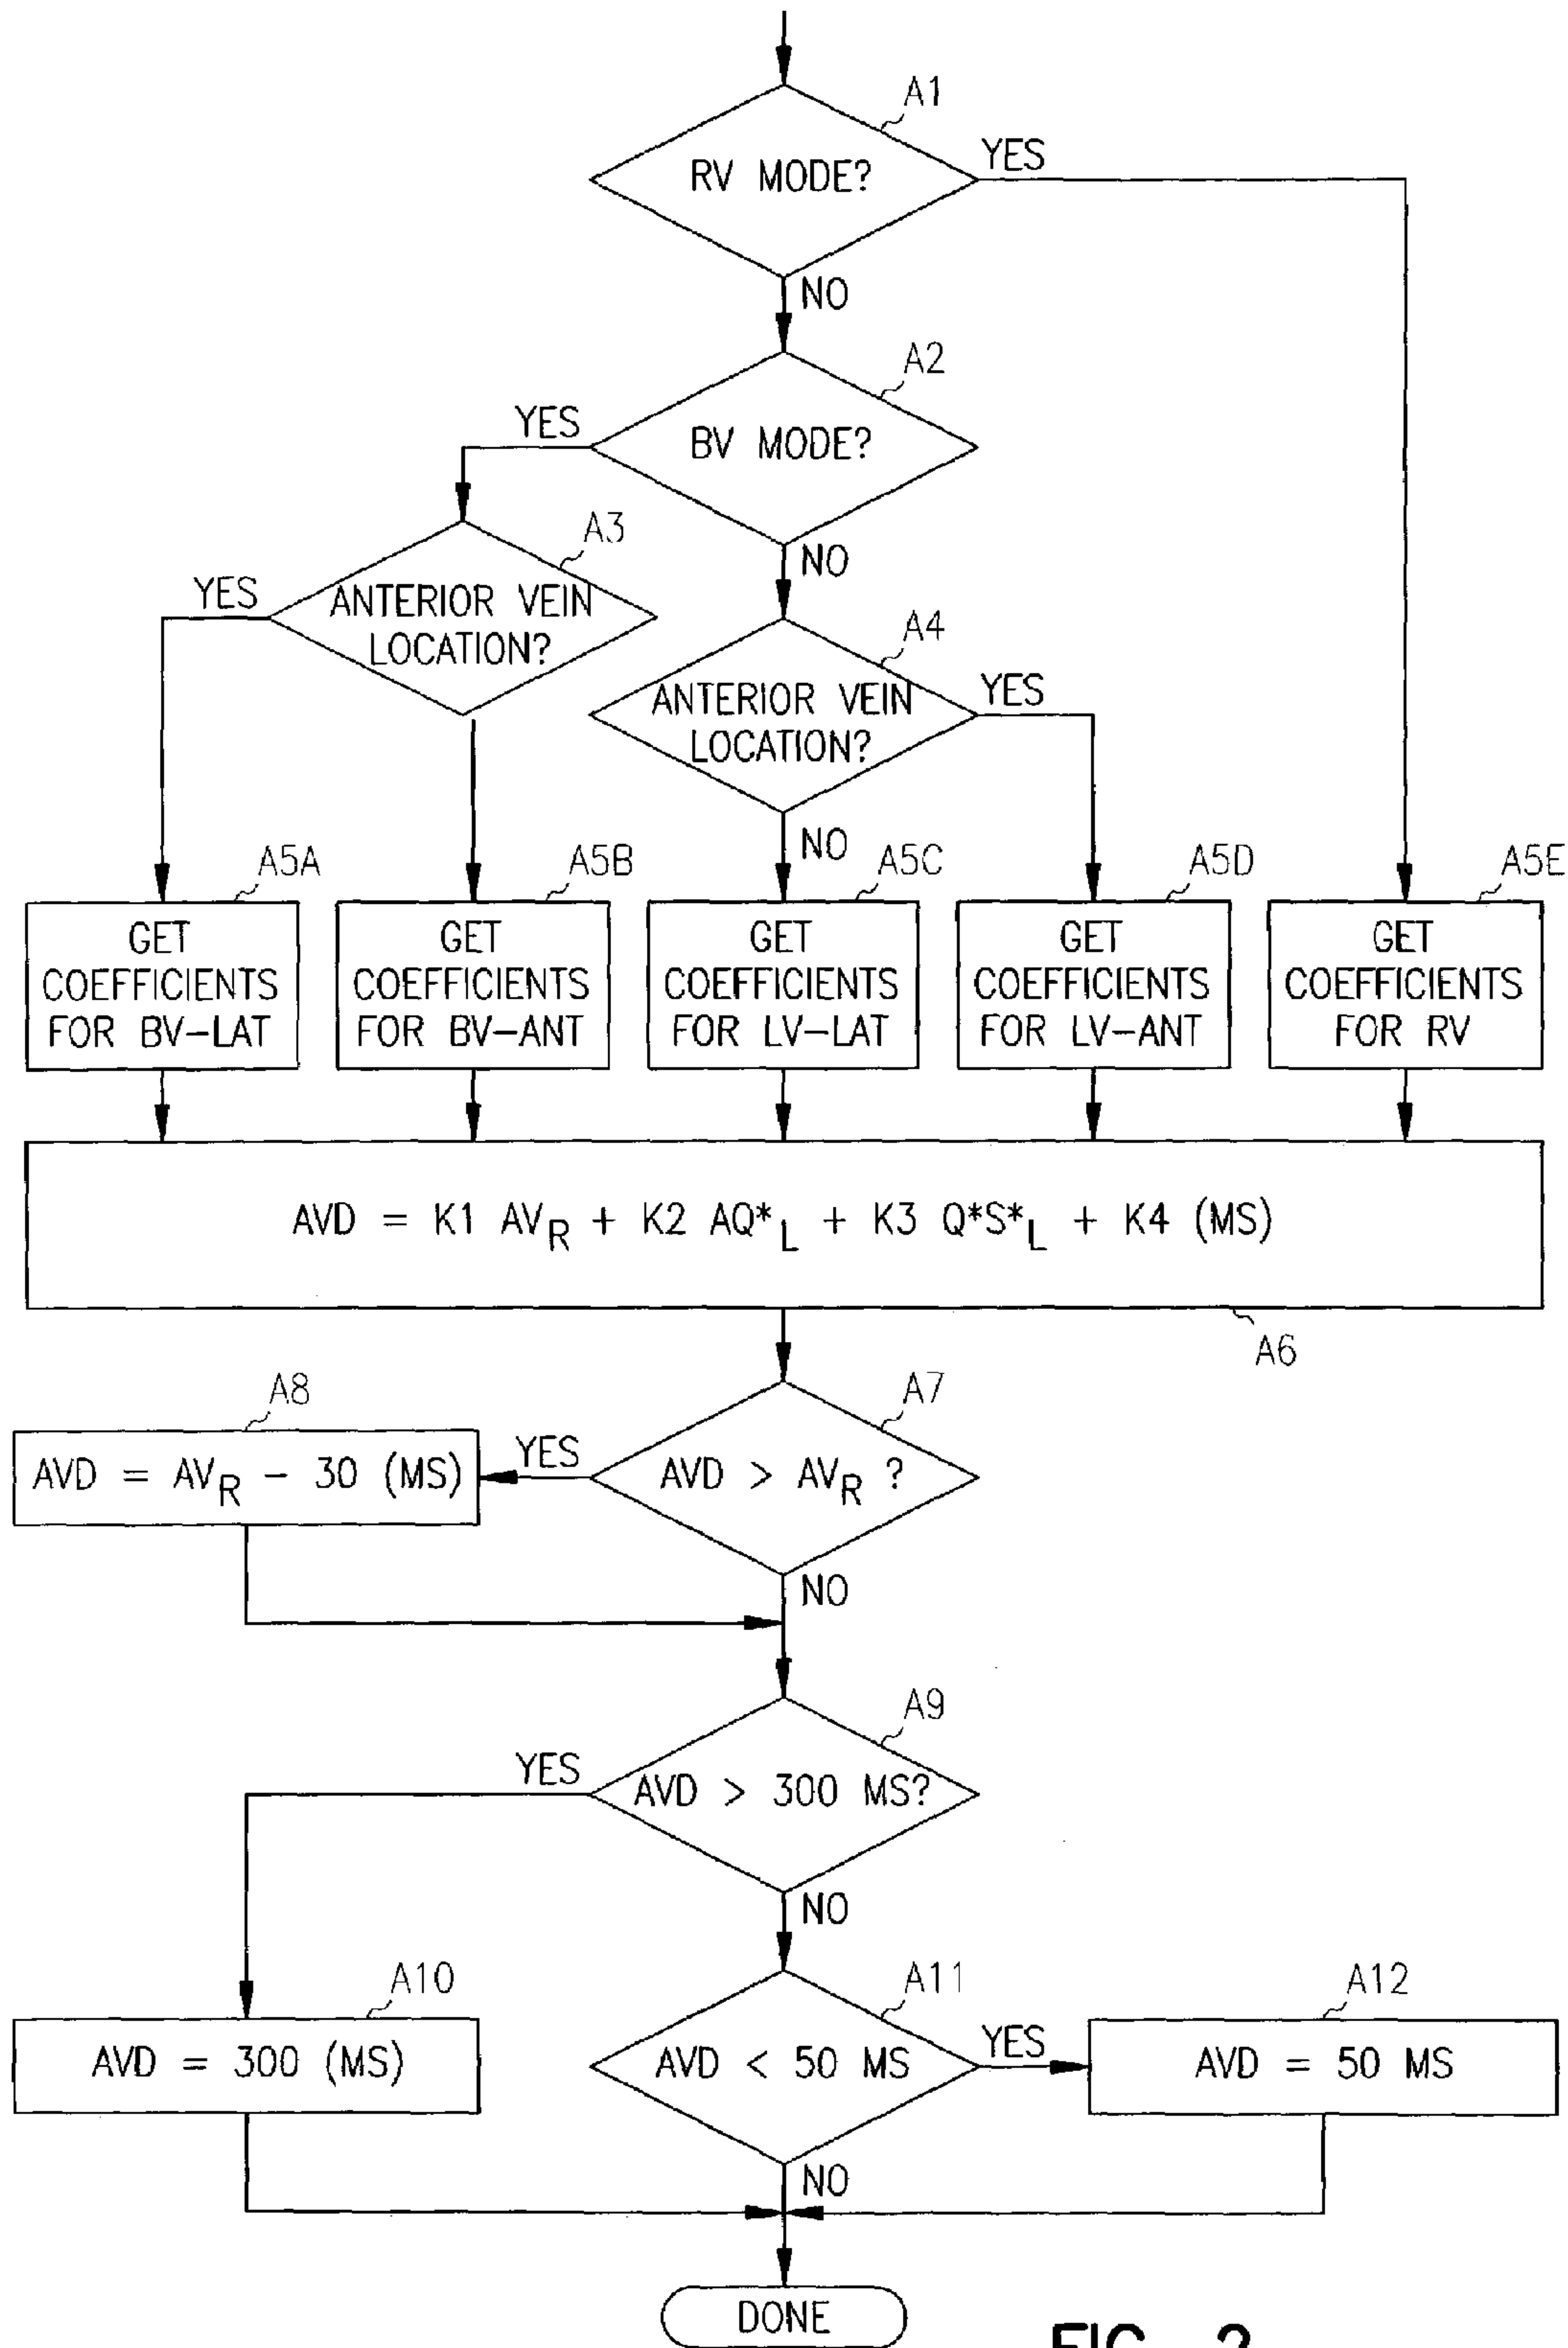 A1
RV MODE?
YES
NO
A2
BV MODE?
YES
NO
A3
ANTERIOR VEIN
LOCATION?
YES
A4
ANTERIOR VEIN
LOCATION?
YES
NO
A5A
GET
COEFFICIENTS
FOR BV-LAT
A5B
GET
COEFFICIENTS
FOR BV-ANT
A5C
GET
COEFFICIENTS
FOR LV-LAT
A5D
GET
COEFFICIENTS
FOR LV-ANT
A5E
GET
COEFFICIENTS
FOR RV
AVD = K1 AVR + K2 AQ*L + K3 Q*S*L + K4 (MS)
A6
A7
AVD > AVR ?
YES
NO
A8
AVD = AVR - 30 (MS)
A9
AVD > 300 MS?
YES
NO
A10
AVD = 300 (MS)
A11
AVD < 50 MS
YES
NO
A12
AVD = 50 MS
DONE